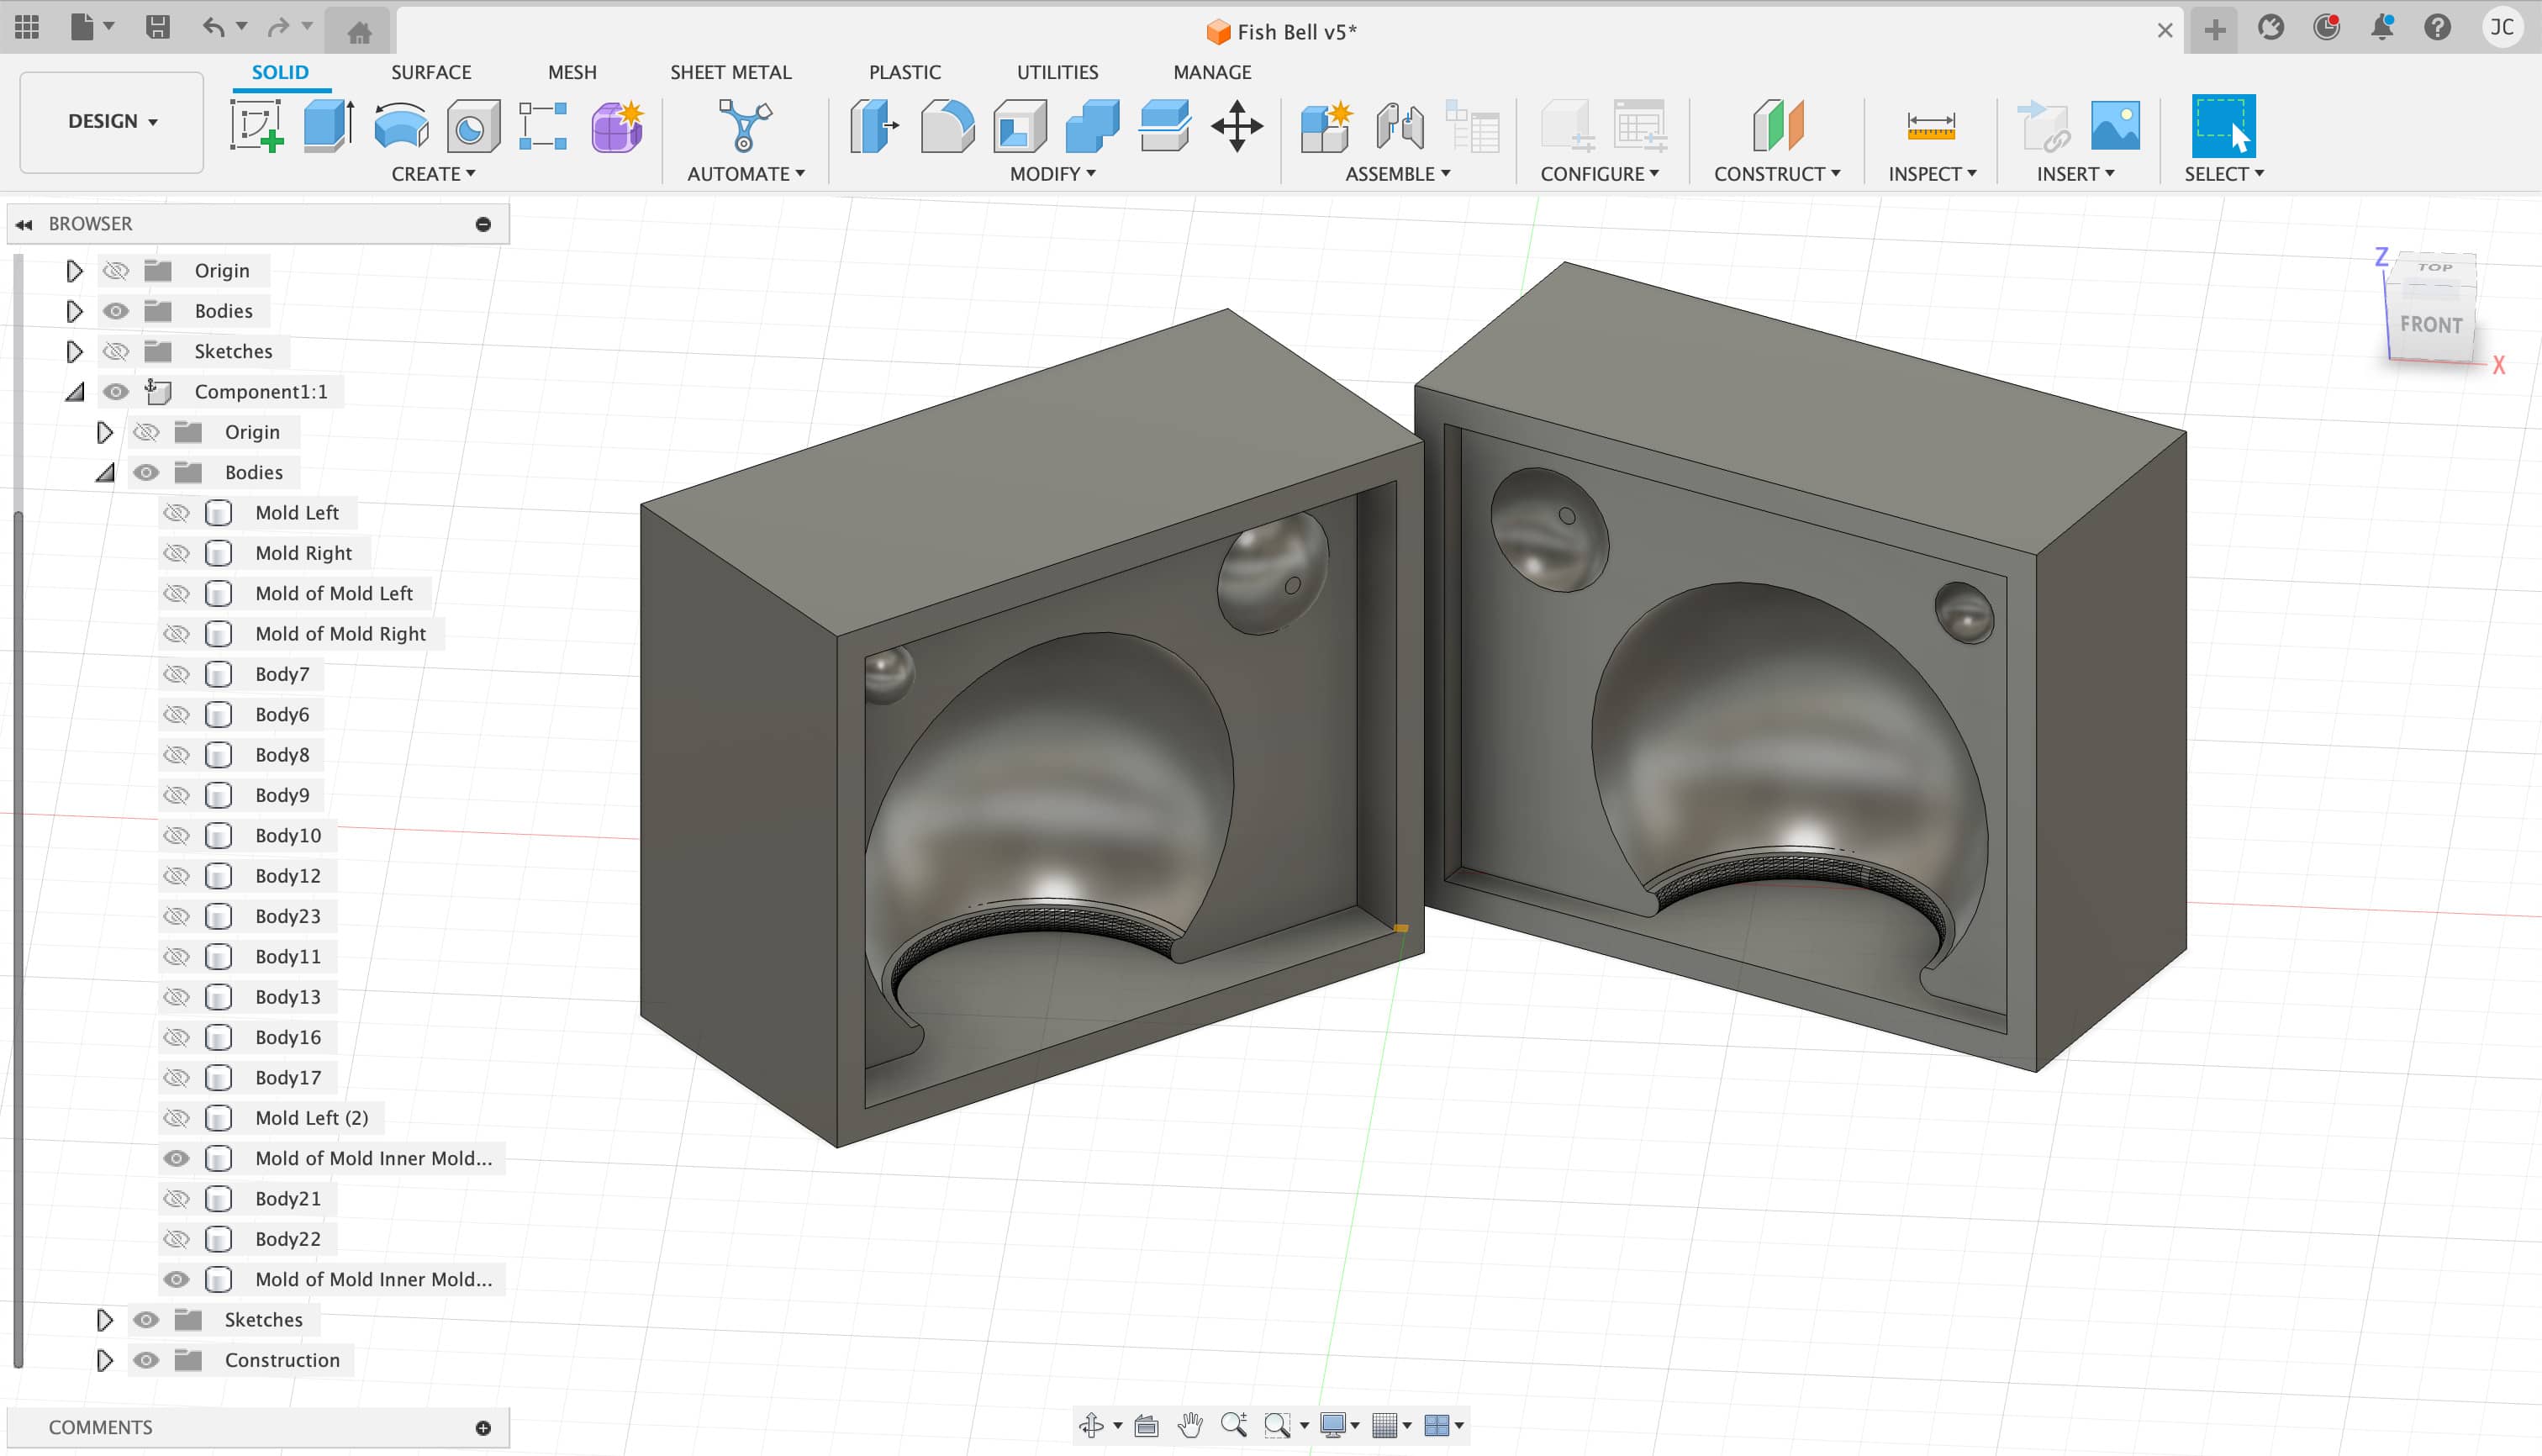 Fish Bell v5*
JC
DESIGN
SOLID
SURFACE
MESH
SHEET METAL
PLASTIC
UTILITIES
MANAGE
CREATE
AUTOMATE
MODIFY
ASSEMBLE
CONFIGURE
CONSTRUCT
INSPECT
INSERT
SELECT
BROWSER
Origin
Bodies
Sketches
Component1:1
Origin
Bodies
Mold Left
Mold Right
Mold of Mold Left
Mold of Mold Right
Body7
Body6
Body8
Body9
Body10
Body12
Body23
Body11
Body13
Body16
Body17
Mold Left (2)
Mold of Mold Inner Mold...
Body21
Body22
Mold of Mold Inner Mold...
Sketches
Construction
COMMENTS
Z
TOP
FRONT
X